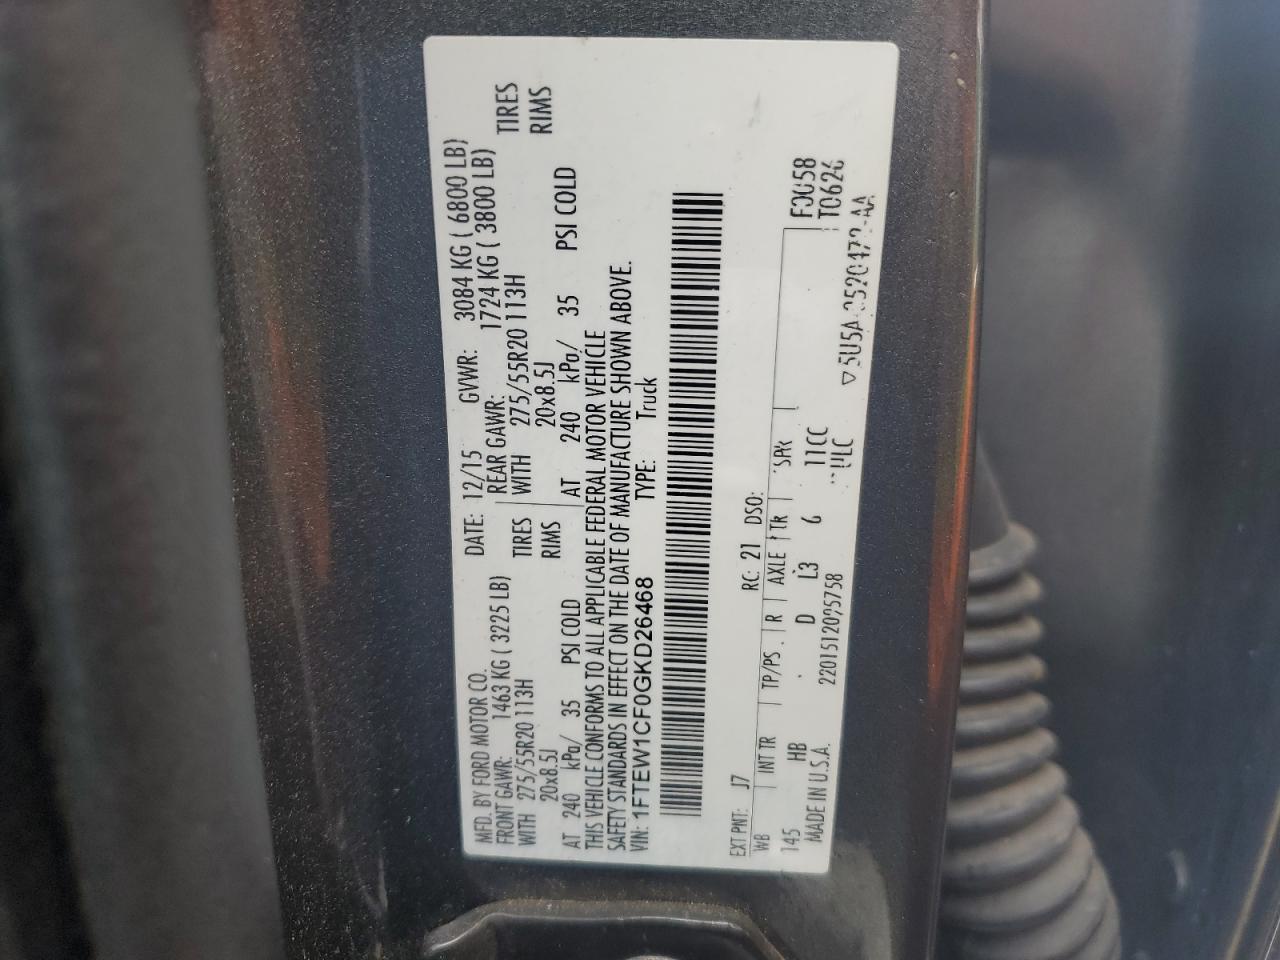 MFD. BY FORD MOTOR CO. DATE: 12/15 GVWR: 3084 KG ( 6800 LB)
FRONT GAWR: 1463 KG ( 3225 LB) REAR GAWR: 1724 KG ( 3800 LB)
WITH 275/55R20 113H TIRES WITH 275/55R20 113H TIRES
20x8.5J RIMS 20x8.5J RIMS
AT 240 kPa/ 35 PSI COLD AT 240 kPa/ 35 PSI COLD
THIS VEHICLE CONFORMS TO ALL APPLICABLE FEDERAL MOTOR VEHICLE
SAFETY STANDARDS IN EFFECT ON THE DATE OF MANUFACTURE SHOWN ABOVE.
VIN: 1FTEW1CF0GKD26468 TYPE: Truck
EXT PNT: J7 RC: 21 DSO:
WB INT TR TP/PS R AXLE TR SPR F0058
145 HB D L3 6 11CC T0626
MADE IN U.S.A.